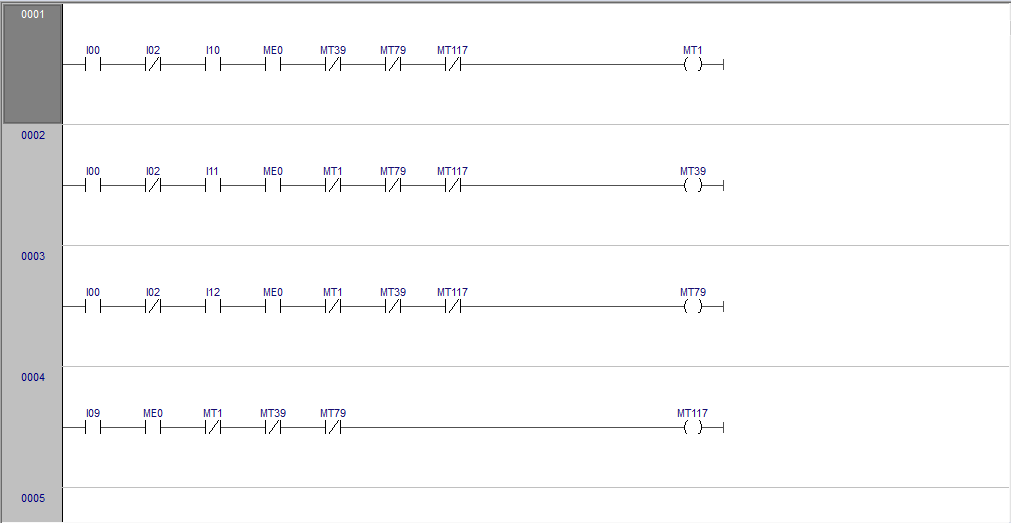 0001
I00 I02 I10 ME0 MT39 MT79 MT117 MT1
0002
I00 I02 I11 ME0 MT1 MT79 MT117 MT39
0003
I00 I02 I12 ME0 MT1 MT39 MT117 MT79
0004
I09 ME0 MT1 MT39 MT79 MT117
0005